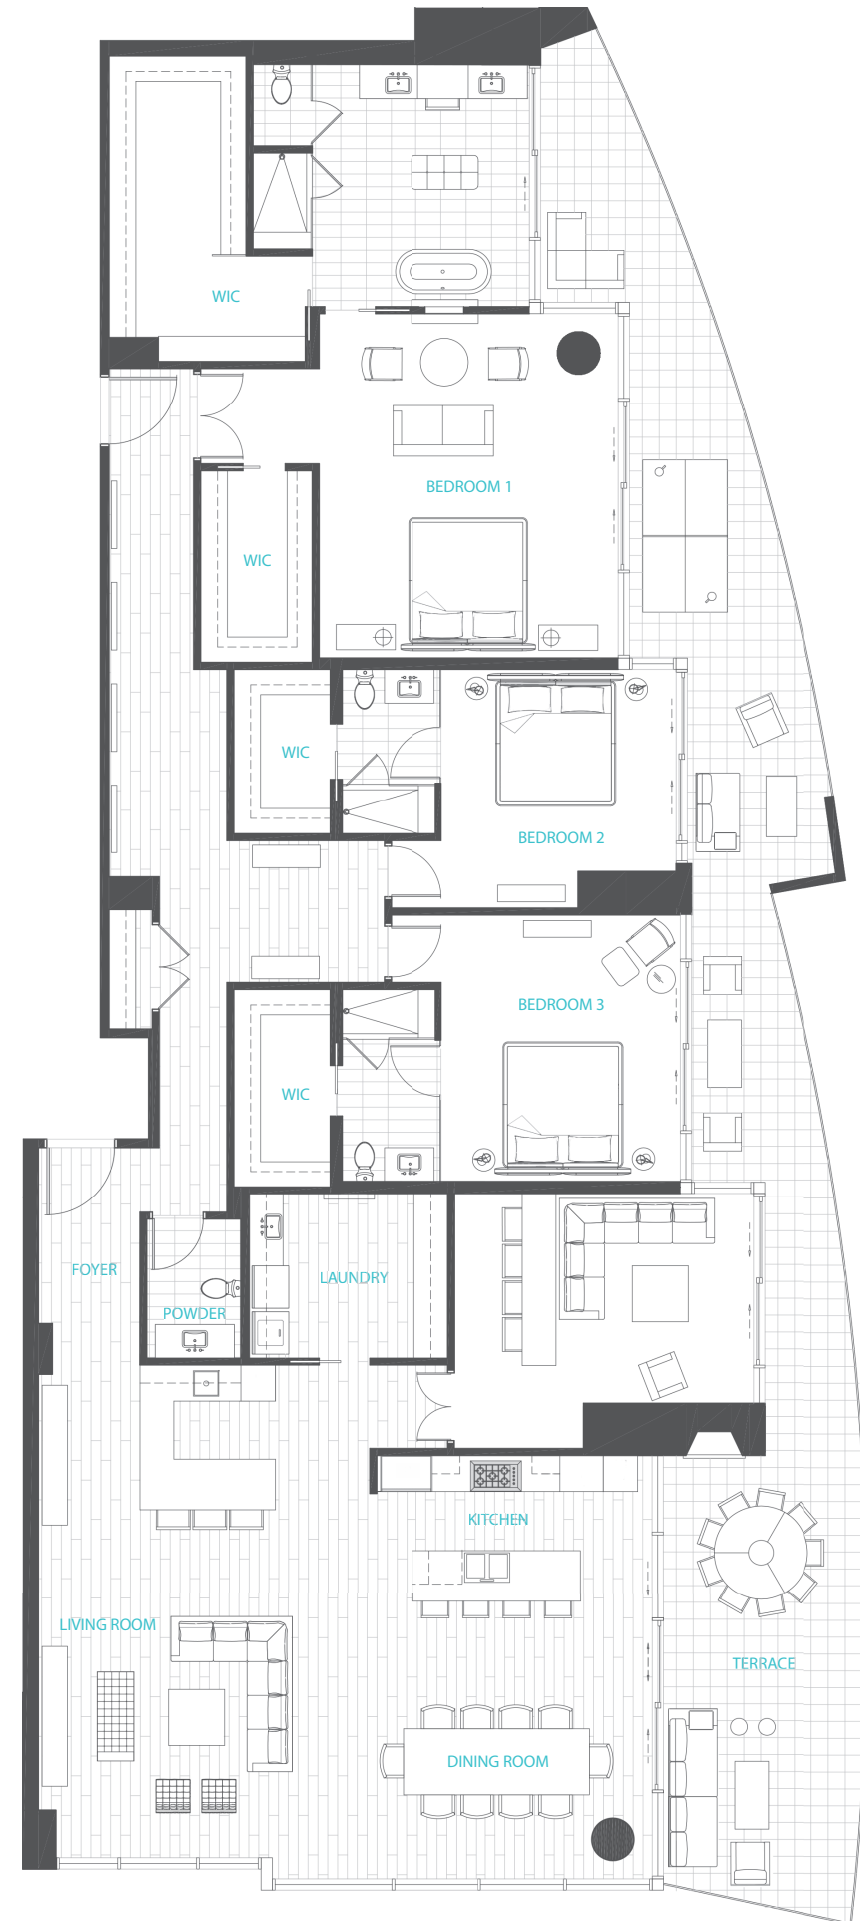 WIC
BEDROOM 1
WIC
WIC
BEDROOM 2
BEDROOM 3
WIC
FOYER
LAUNDRY
POWDER
KITCHEN
LIVING ROOM
TERRACE
DINING ROOM